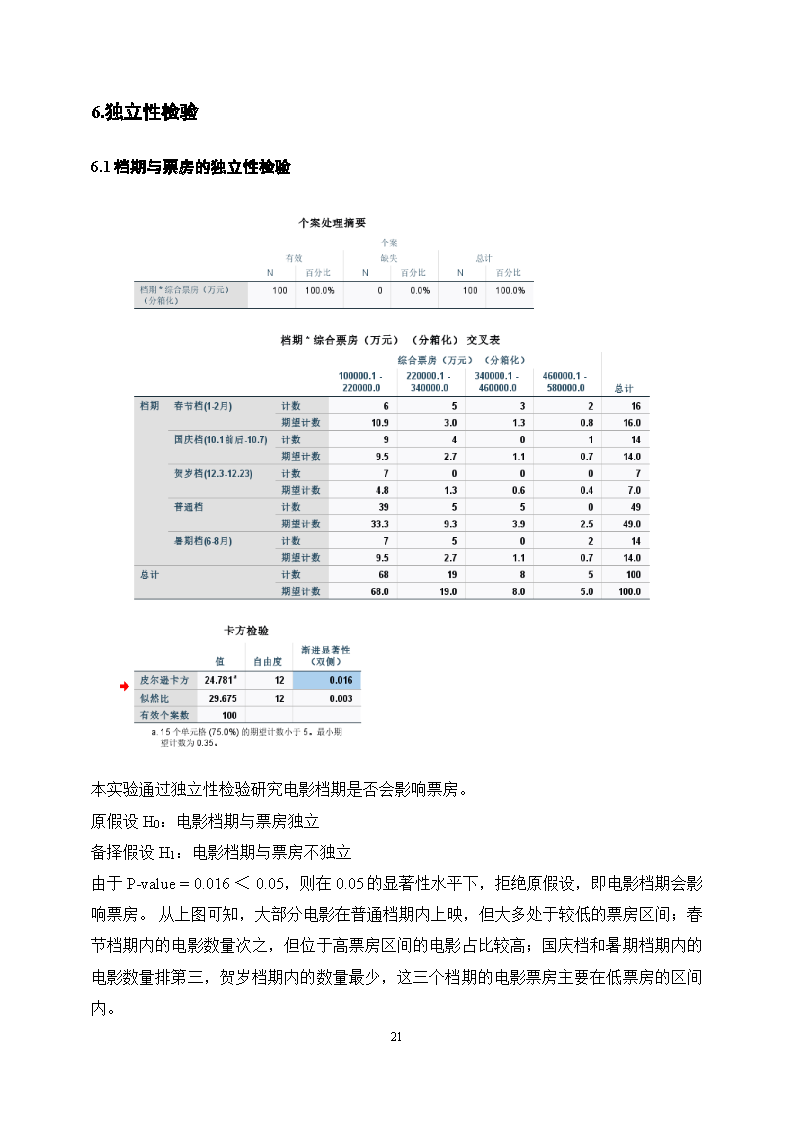 6.独立性检验
6.1档期与票房的独立性检验
个案处理摘要
个案
有效 缺失 总计
N 百分比 N 百分比 N 百分比
档期 * 综合票房（万元） 100 100.0% 0 0.0% 100 100.0%
（分箱化）
档期 * 综合票房（万元）（分箱化） 交叉表
综合票房（万元）（分箱化）
100000.1 - 220000.1 - 340000.1 - 460000.1 -
220000.0 340000.0 460000.0 580000.0 总计
档期 春节档(1-2月) 计数 6 5 3 2 16
期望计数 10.9 3.0 1.3 0.8 16.0
国庆档(10.1前后-10.7) 计数 9 4 0 1 14
期望计数 9.5 2.7 1.1 0.7 14.0
贺岁档(12.3-12.23) 计数 7 0 0 0 7
期望计数 4.8 1.3 0.6 0.4 7.0
普通档 计数 39 5 5 0 49
期望计数 33.3 9.3 3.9 2.5 49.0
暑期档(6-8月) 计数 7 5 0 2 14
期望计数 9.5 2.7 1.1 0.7 14.0
总计 计数 68 19 8 5 100
期望计数 68.0 19.0 8.0 5.0 100.0
卡方检验
渐进显著性
值 自由度 （双侧）
皮尔逊卡方 24.781a 12 0.016
似然比 29.675 12 0.003
有效个案数 100
a. 15 个单元格 (75.0%) 的期望计数小于 5。最小期
望计数为 0.35。
本实验通过独立性检验研究电影档期是否会影响票房。
原假设 H0：电影档期与票房独立
备择假设 H1：电影档期与票房不独立
由于 P-value = 0.016 ＜ 0.05，则在 0.05 的显著性水平下，拒绝原假设，即电影档期会影
响票房。 从上图可知，大部分电影在普通档期内上映，但大多处于较低的票房区间；春
节档期内的电影数量次之，但位于高票房区间的电影占比较高；国庆档和暑期档期内的
电影数量排第三，贺岁档期内的数量最少，这三个档期的电影票房主要在低票房的区间
内。
21